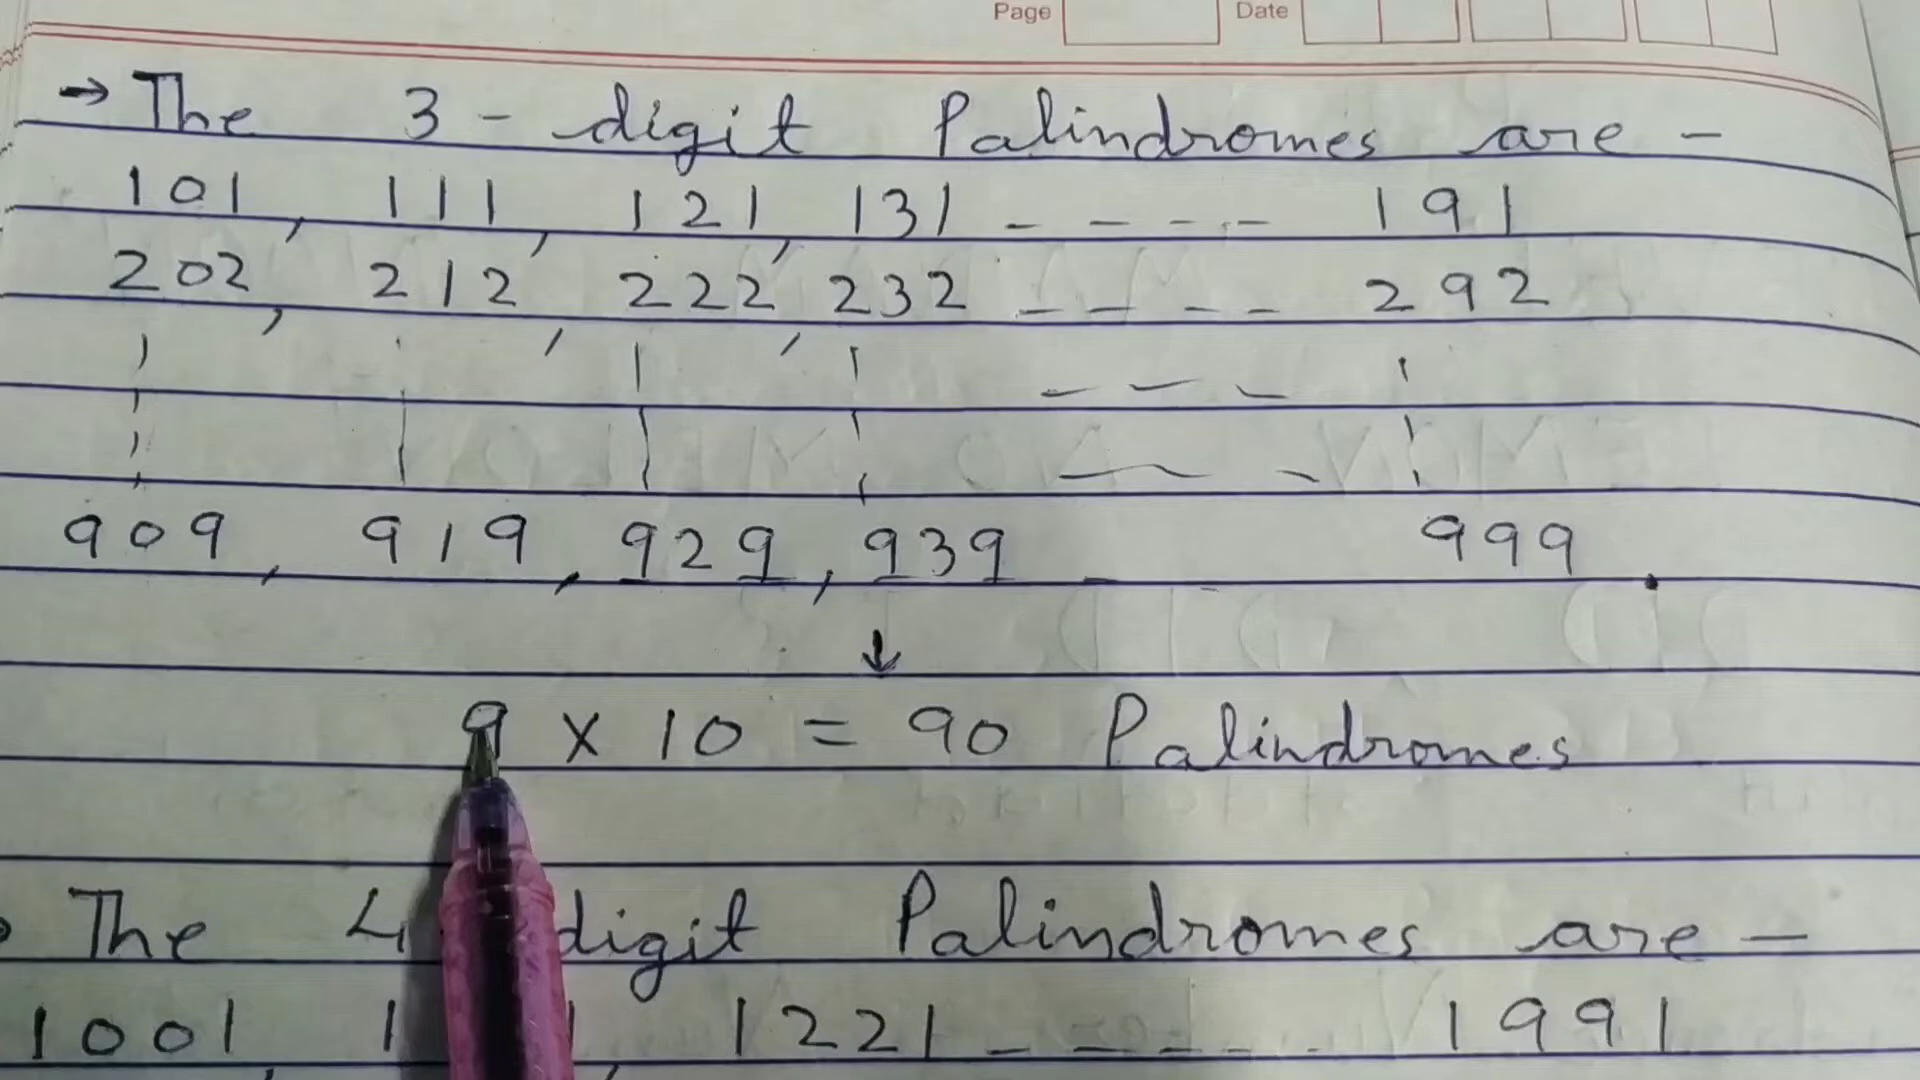 Page Date
→ The 3 - digit Palindromes are -
101, 111, 121, 131 - - - - 191
202, 212, 222, 232 - - - - 292
909, 919, 929, 939 - - 999.
↓
9 x 10 = 90 Palindromes
The 4 digit Palindromes are -
1001, 1221 - - - - - 1991